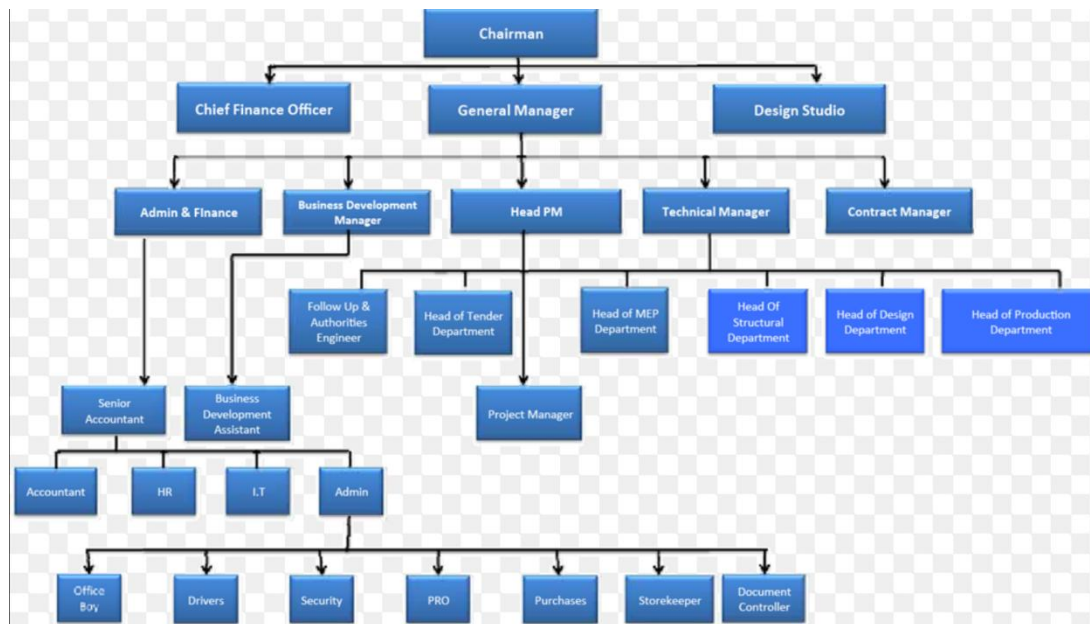 Chairman
Chief Finance Officer
General Manager
Design Studio
Admin & FInance
Business Development
Manager
Head PM
Technical Manager
Contract Manager
Follow Up &
Authorities
Engineer
Head of Tender
Department
Head of MEP
Department
Head Of
Structural
Department
Head of Design
Department
Head of Production
Department
Senior
Accountant
Business
Development
Assistant
Project Manager
Accountant
HR
I.T
Admin
Office
Boy
Drivers
Security
PRO
Purchases
Storekeeper
Document
Controller